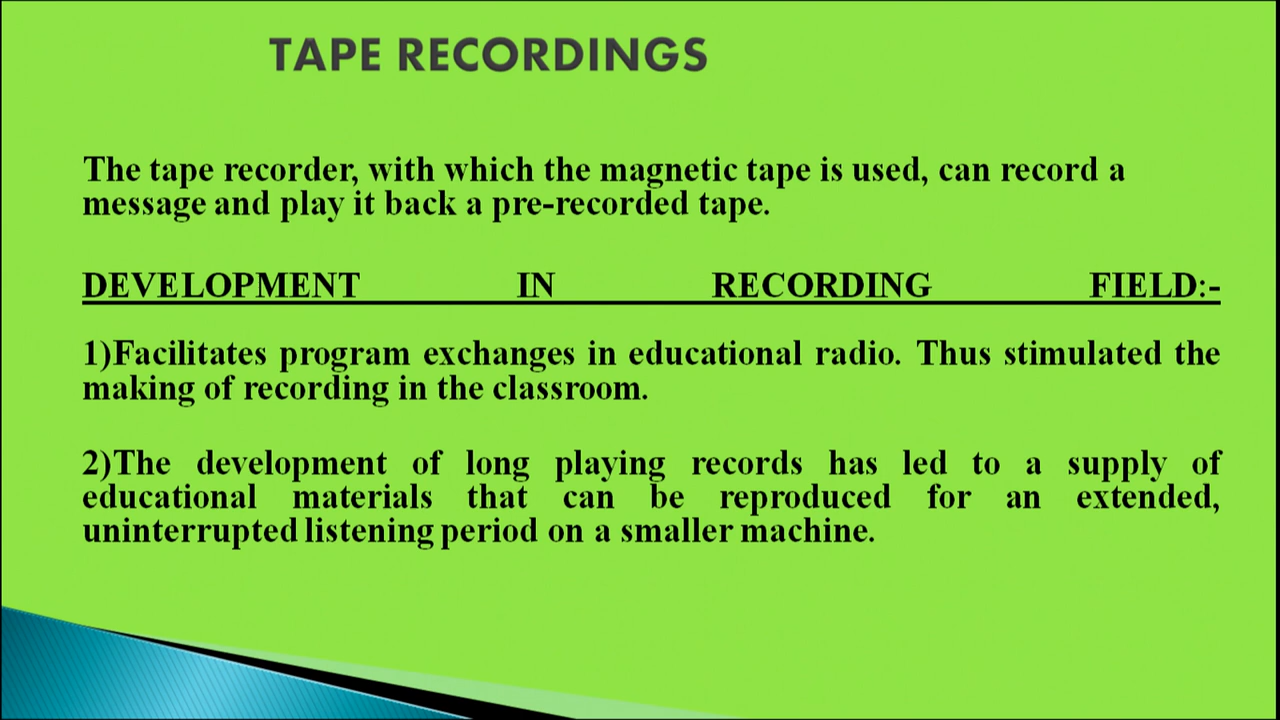 TAPE RECORDINGS
The tape recorder, with which the magnetic tape is used, can record a
message and play it back a pre-recorded tape.
DEVELOPMENT IN RECORDING FIELD:-
1)Facilitates program exchanges in educational radio. Thus stimulated the
making of recording in the classroom.
2)The development of long playing records has led to a supply of
educational materials that can be reproduced for an extended,
uninterrupted listening period on a smaller machine.